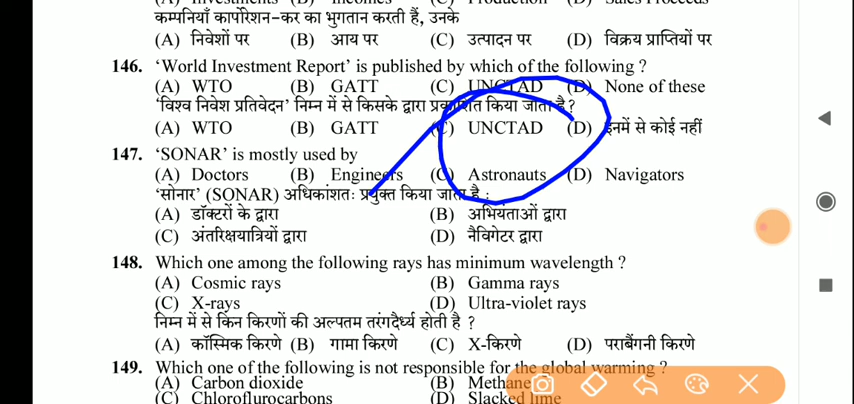 (A) Investments (B) Incomes (C) Production (D) Sales Proceeds
कम्पनियाँ कार्पोरेशन-कर का भुगतान करती हैं, उनके
(A) निवेशों पर (B) आय पर (C) उत्पादन पर (D) विक्रय प्राप्तियों पर
146. ‘World Investment Report’ is published by which of the following ?
(A) WTO (B) GATT (C) UNCTAD (D) None of these
‘विश्व निवेश प्रतिवेदन’ निम्न में से किसके द्वारा प्रकाशित किया जाता है?
(A) WTO (B) GATT (C) UNCTAD (D) इनमें से कोई नहीं
147. ‘SONAR’ is mostly used by
(A) Doctors (B) Engineers (C) Astronauts (D) Navigators
‘सोनार’ (SONAR) अधिकांशतः प्रयुक्त किया जाता है :
(A) डॉक्टरों के द्वारा (B) अभियंताओं द्वारा
(C) अंतरिक्षयात्रियों द्वारा (D) नैविगेटर द्वारा
148. Which one among the following rays has minimum wavelength ?
(A) Cosmic rays (B) Gamma rays
(C) X-rays (D) Ultra-violet rays
निम्न में से किन किरणों की अल्पतम तरंगदैर्ध्य होती है ?
(A) कॉस्मिक किरणे (B) गामा किरणे (C) X-किरणे (D) पराबैंगनी किरणे
149. Which one of the following is not responsible for the global warming ?
(A) Carbon dioxide (B) Methane
(C) Chloroflurocarbons (D) Slacked lime